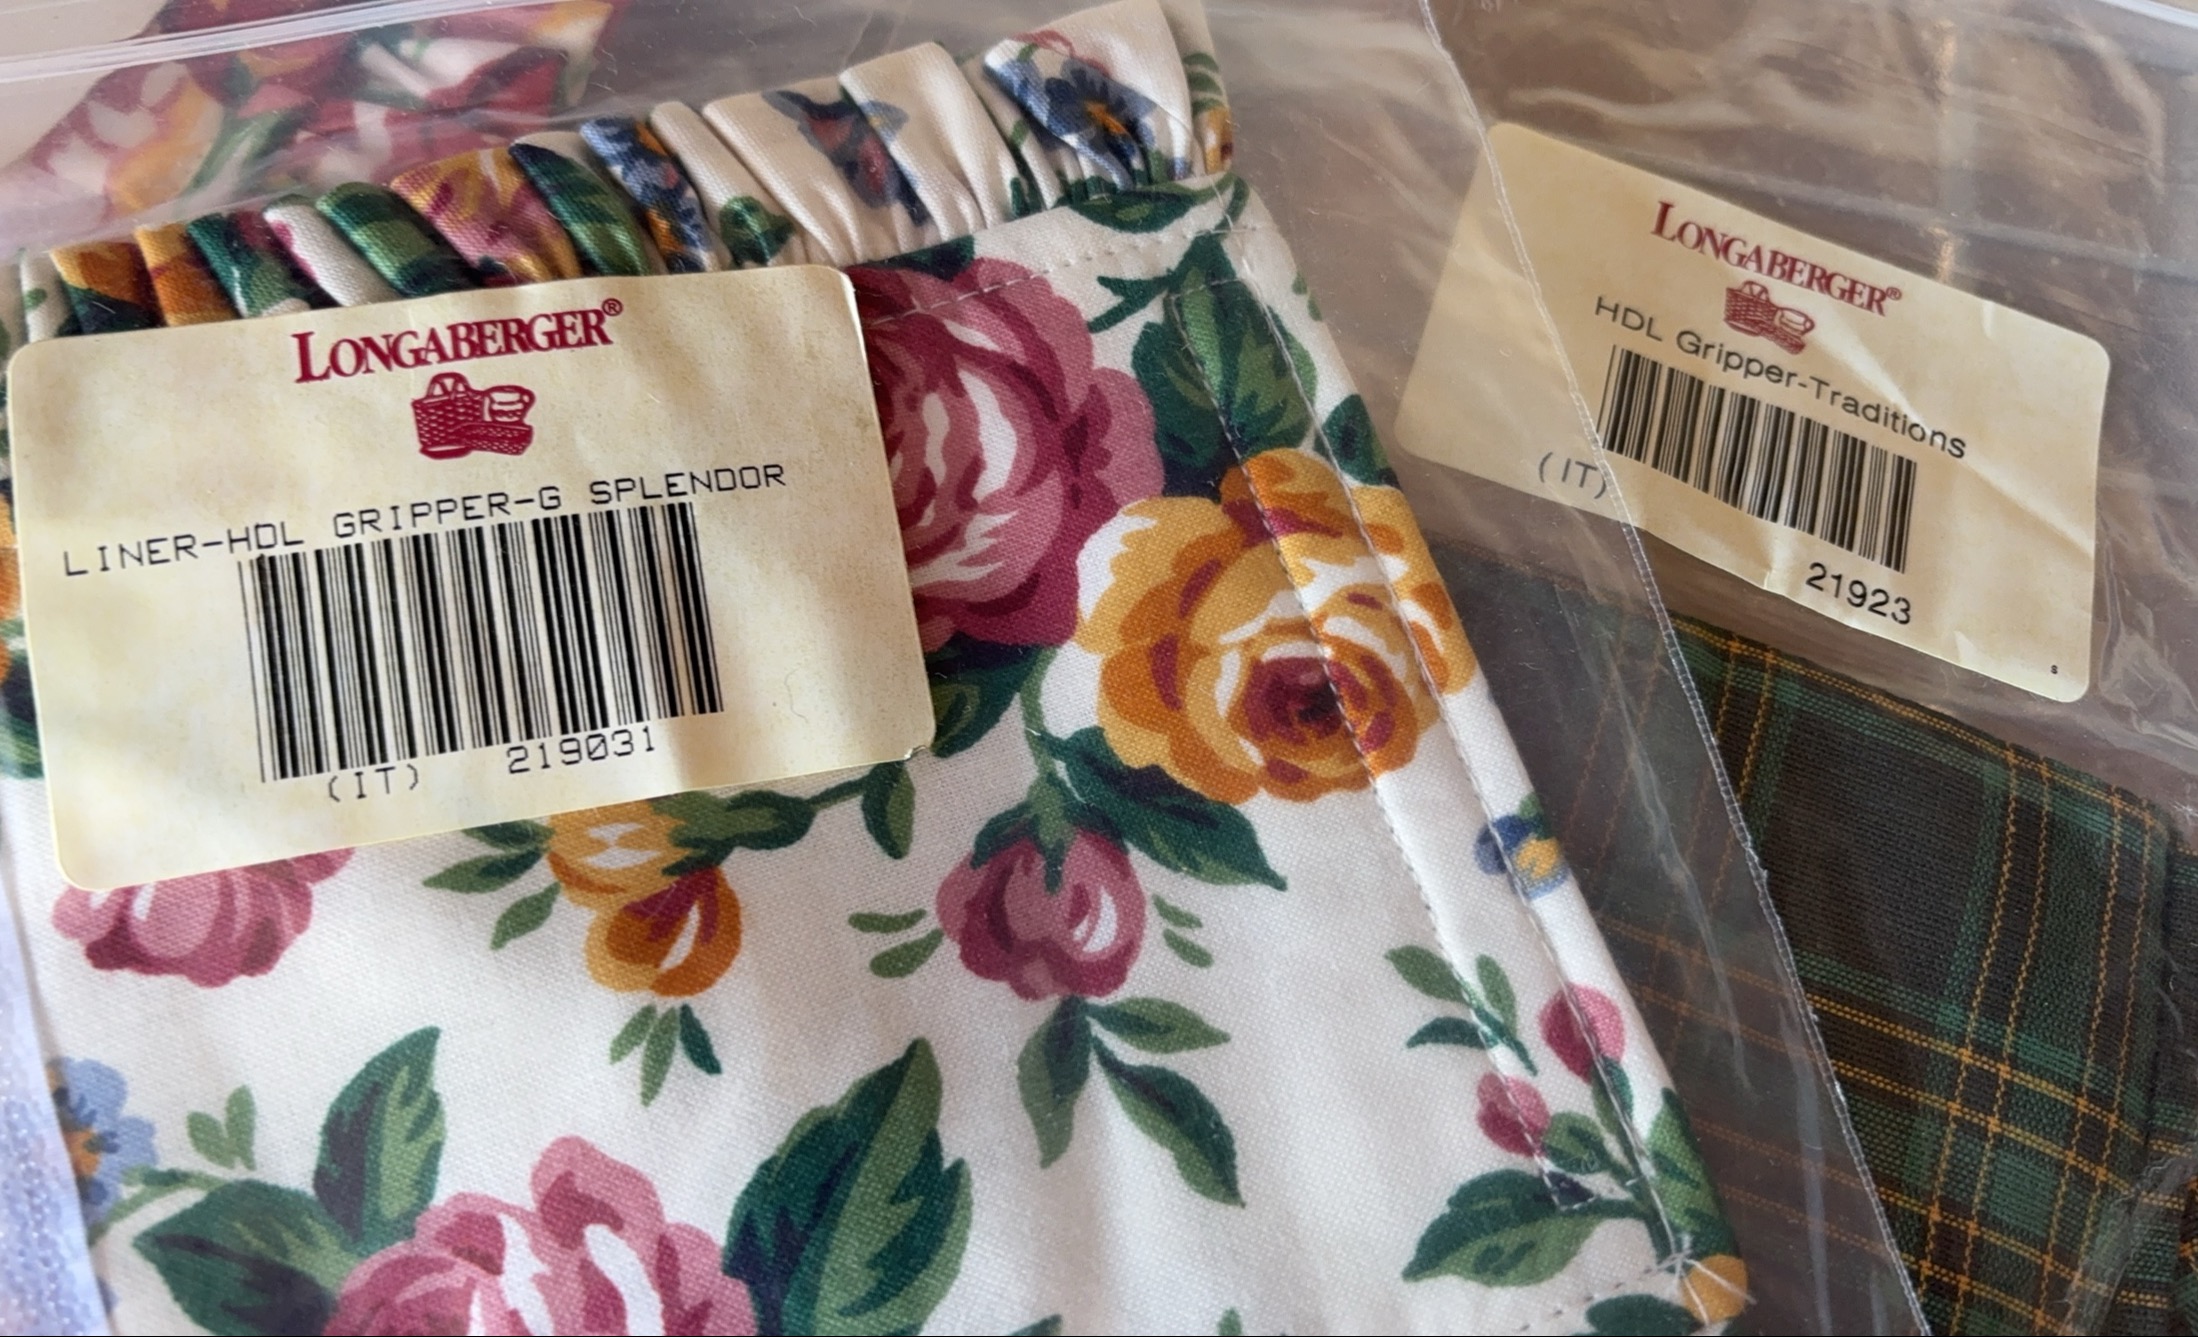 LONGABERGER®
LINER-HDL GRIPPER-G SPLENDOR
(IT) 219031
LONGABERGER®
HDL Gripper-Traditions
(IT)
21923
s